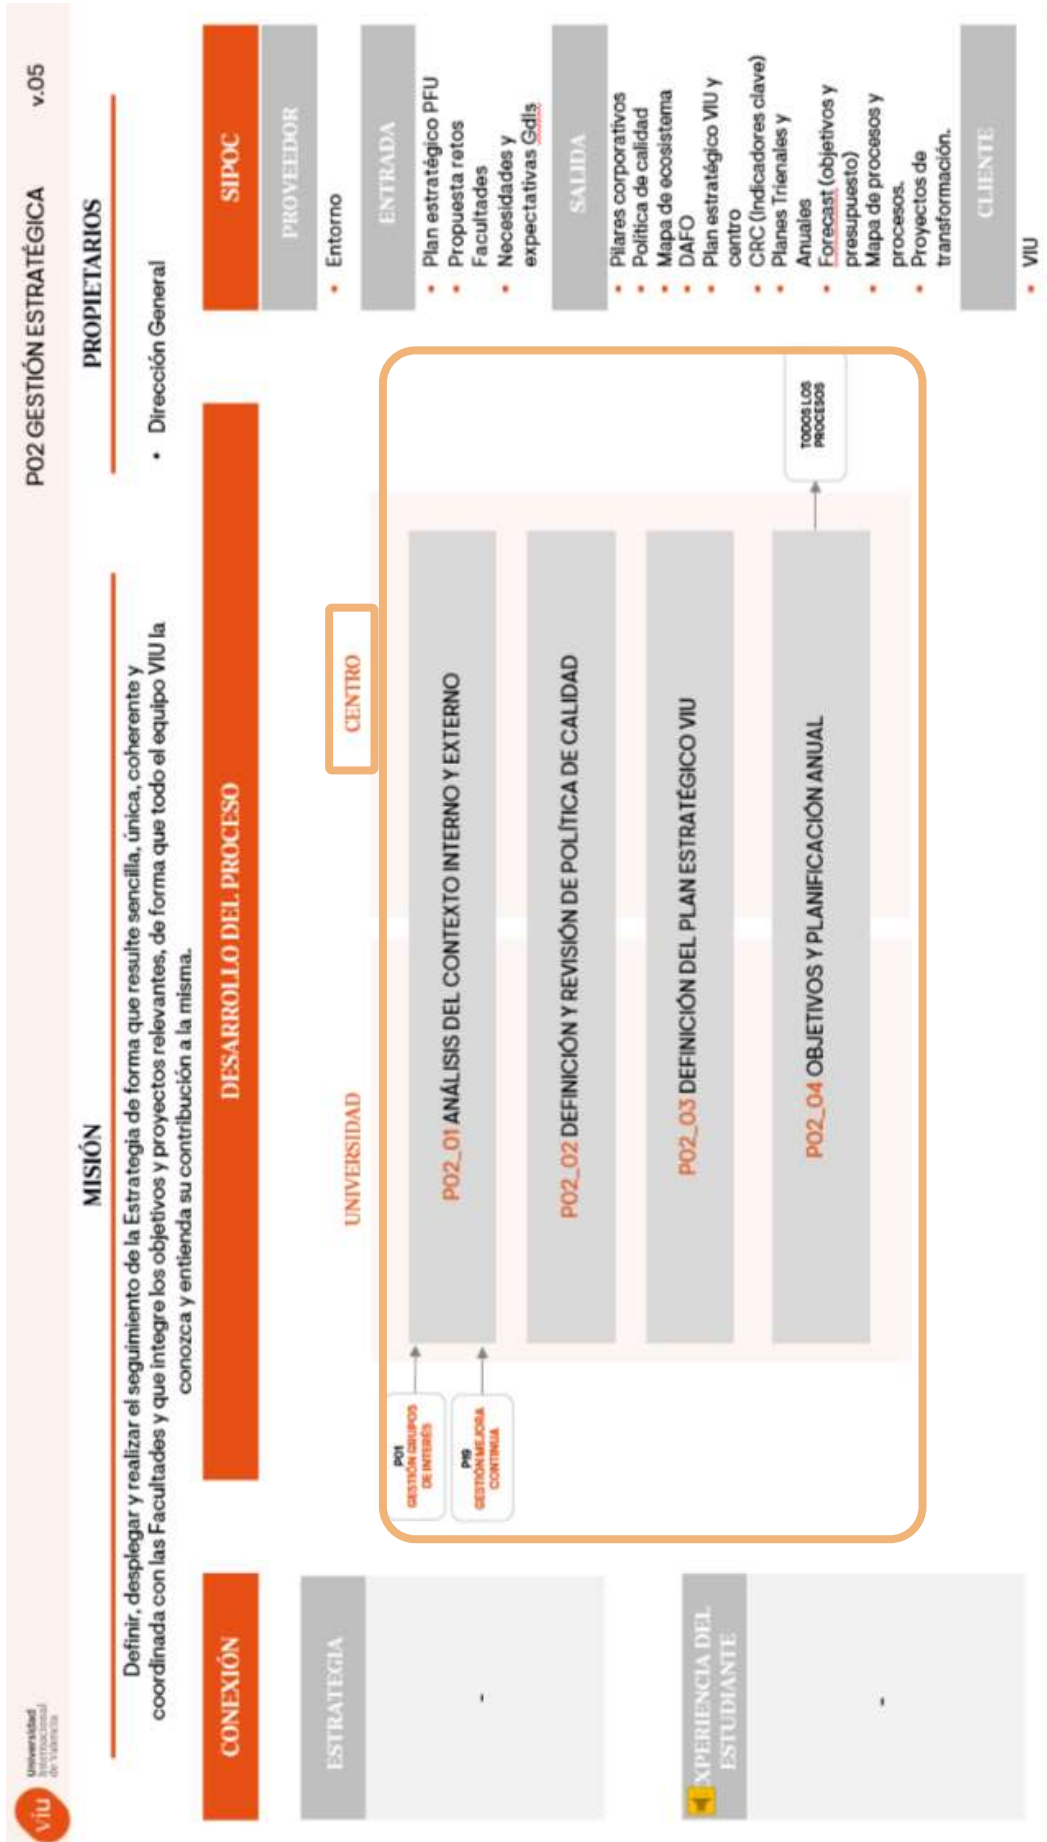 viu
Universidad
Internacional
de Valencia
P02 GESTIÓN ESTRATÉGICA
v.05
MISIÓN
Definir, desplegar y realizar el seguimiento de la Estrategia de forma que resulte sencilla, única, coherente y
coordinada con las Facultades y que integre los objetivos y proyectos relevantes, de forma que todo el equipo VIU la
conozca y entienda su contribución a la misma.
PROPIETARIOS
• Dirección General
CONEXIÓN
ESTRATEGIA
-
EXPERIENCIA DEL
ESTUDIANTE
-
DESARROLLO DEL PROCESO
UNIVERSIDAD
CENTRO
P01
GESTIÓN GRUPOS
DE INTERÉS
P19
GESTIÓN MEJORA
CONTINUA
P02_01 ANÁLISIS DEL CONTEXTO INTERNO Y EXTERNO
P02_02 DEFINICIÓN Y REVISIÓN DE POLÍTICA DE CALIDAD
P02_03 DEFINICIÓN DEL PLAN ESTRATÉGICO VIU
P02_04 OBJETIVOS Y PLANIFICACIÓN ANUAL
TODOS LOS
PROCESOS
SIPOC
PROVEEDOR
• Entorno
ENTRADA
• Plan estratégico PFU
• Propuesta retos
Facultades
• Necesidades y
expectativas GdIs
SALIDA
• Pilares corporativos
• Política de calidad
• Mapa de ecosistema
• DAFO
• Plan estratégico VIU y
centro
• CRC (Indicadores clave)
• Planes Trienales y
Anuales
• Forecast (objetivos y
presupuesto)
• Mapa de procesos y
procesos.
• Proyectos de
transformación.
CLIENTE
• VIU